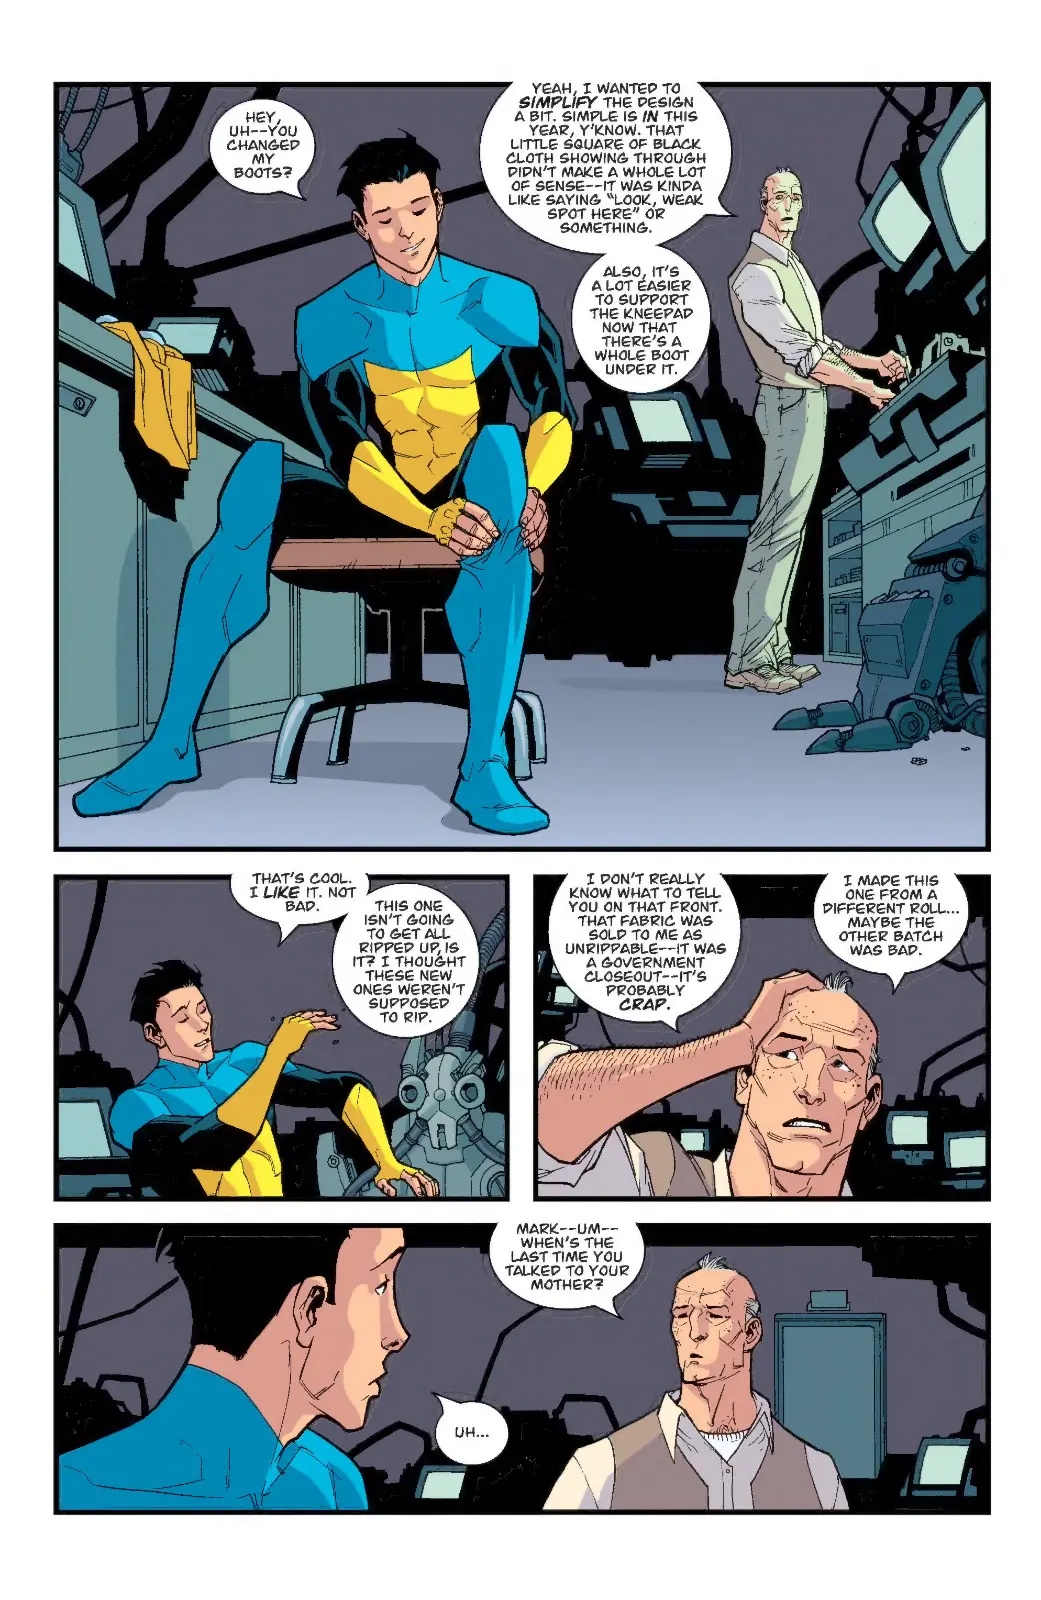 HEY,
UH--YOU
CHANGED
MY
BOOTS?
YEAH, I WANTED TO
SIMPLIFY THE DESIGN
A BIT. SIMPLE IS IN THIS
YEAR, Y'KNOW. THAT
LITTLE SQUARE OF BLACK
CLOTH SHOWING THROUGH
DIDN'T MAKE A WHOLE LOT
OF SENSE--IT WAS KINDA
LIKE SAYING "LOOK, WEAK
SPOT HERE" OR
SOMETHING.
ALSO, IT'S
A LOT EASIER
TO SUPPORT
THE KNEEPAD
NOW THAT
THERE'S A
WHOLE BOOT
UNDER IT.
THAT'S COOL.
I LIKE IT. NOT
BAD.
THIS ONE
ISN'T GOING
TO GET ALL
RIPPED UP, IS
IT? I THOUGHT
THESE NEW
ONES WEREN'T
SUPPOSED
TO RIP.
I DON'T REALLY
KNOW WHAT TO TELL
YOU ON THAT FRONT.
THAT FABRIC WAS
SOLD TO ME AS
UNRIPPABLE--IT WAS
A GOVERNMENT
CLOSEOUT--IT'S
PROBABLY
CRAP.
I MADE THIS
ONE FROM A
DIFFERENT ROLL...
MAYBE THE
OTHER BATCH
WAS BAD.
MARK--UM--
WHEN'S THE
LAST TIME YOU
TALKED TO YOUR
MOTHER?
UH...